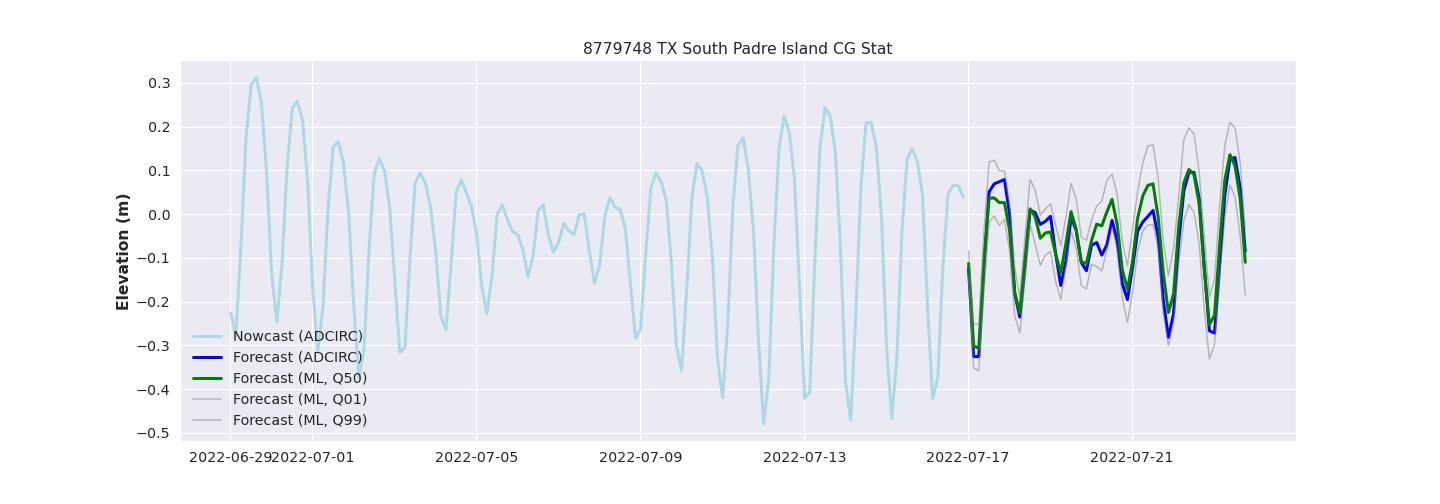 8779748 TX South Padre Island CG Stat
Elevation (m)
0.3
0.2
0.1
0.0
−0.1
−0.2
−0.3
−0.4
−0.5
Nowcast (ADCIRC)
Forecast (ADCIRC)
Forecast (ML, Q50)
Forecast (ML, Q01)
Forecast (ML, Q99)
2022-06-29 2022-07-01 2022-07-05 2022-07-09 2022-07-13 2022-07-17 2022-07-21